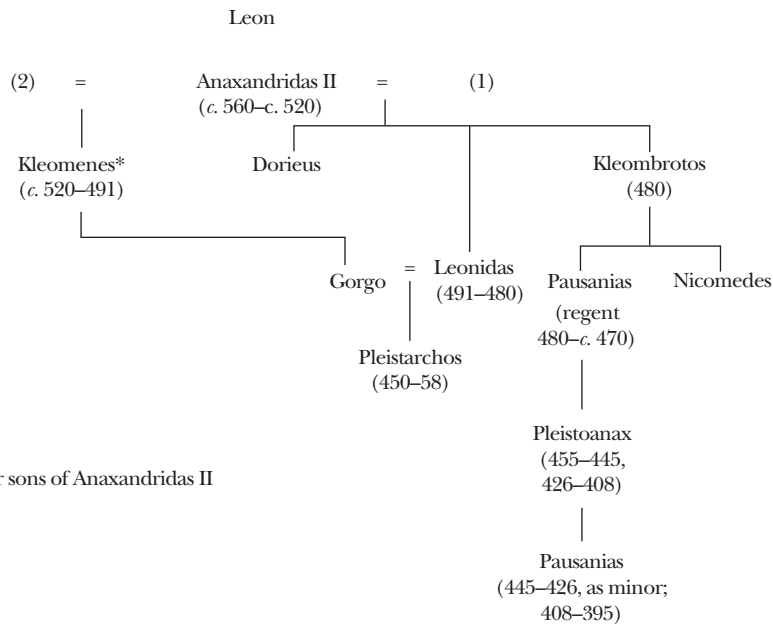 Leon
(2) = Anaxandridas II = (1)
(c. 560–c. 520)
Kleomenes* Dorieus Kleombrotos
(c. 520–491) (480)
Gorgo = Leonidas Pausanias Nicomedes
(491–480) (regent
480–c. 470)
Pleistarchos
(450–58)
Pleistoanax
(455–445,
r sons of Anaxandridas II
426–408)
Pausanias
(445–426, as minor;
408–395)